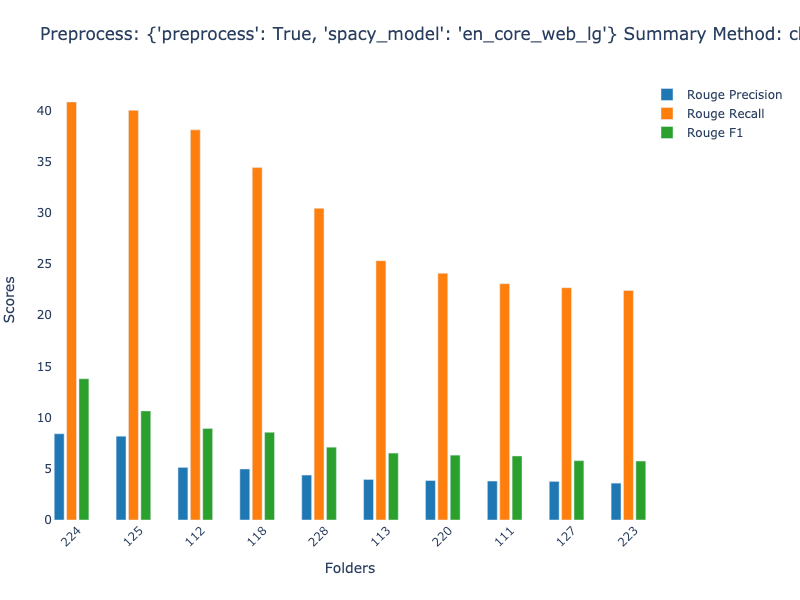 Preprocess: {'preprocess': True, 'spacy_model': 'en_core_web_lg'} Summary Method:
Rouge Precision
Rouge Recall
Rouge F1
40
35
30
25
20
15
10
5
0
Scores
224 125 112 118 228 113 220 111 127 223
Folders